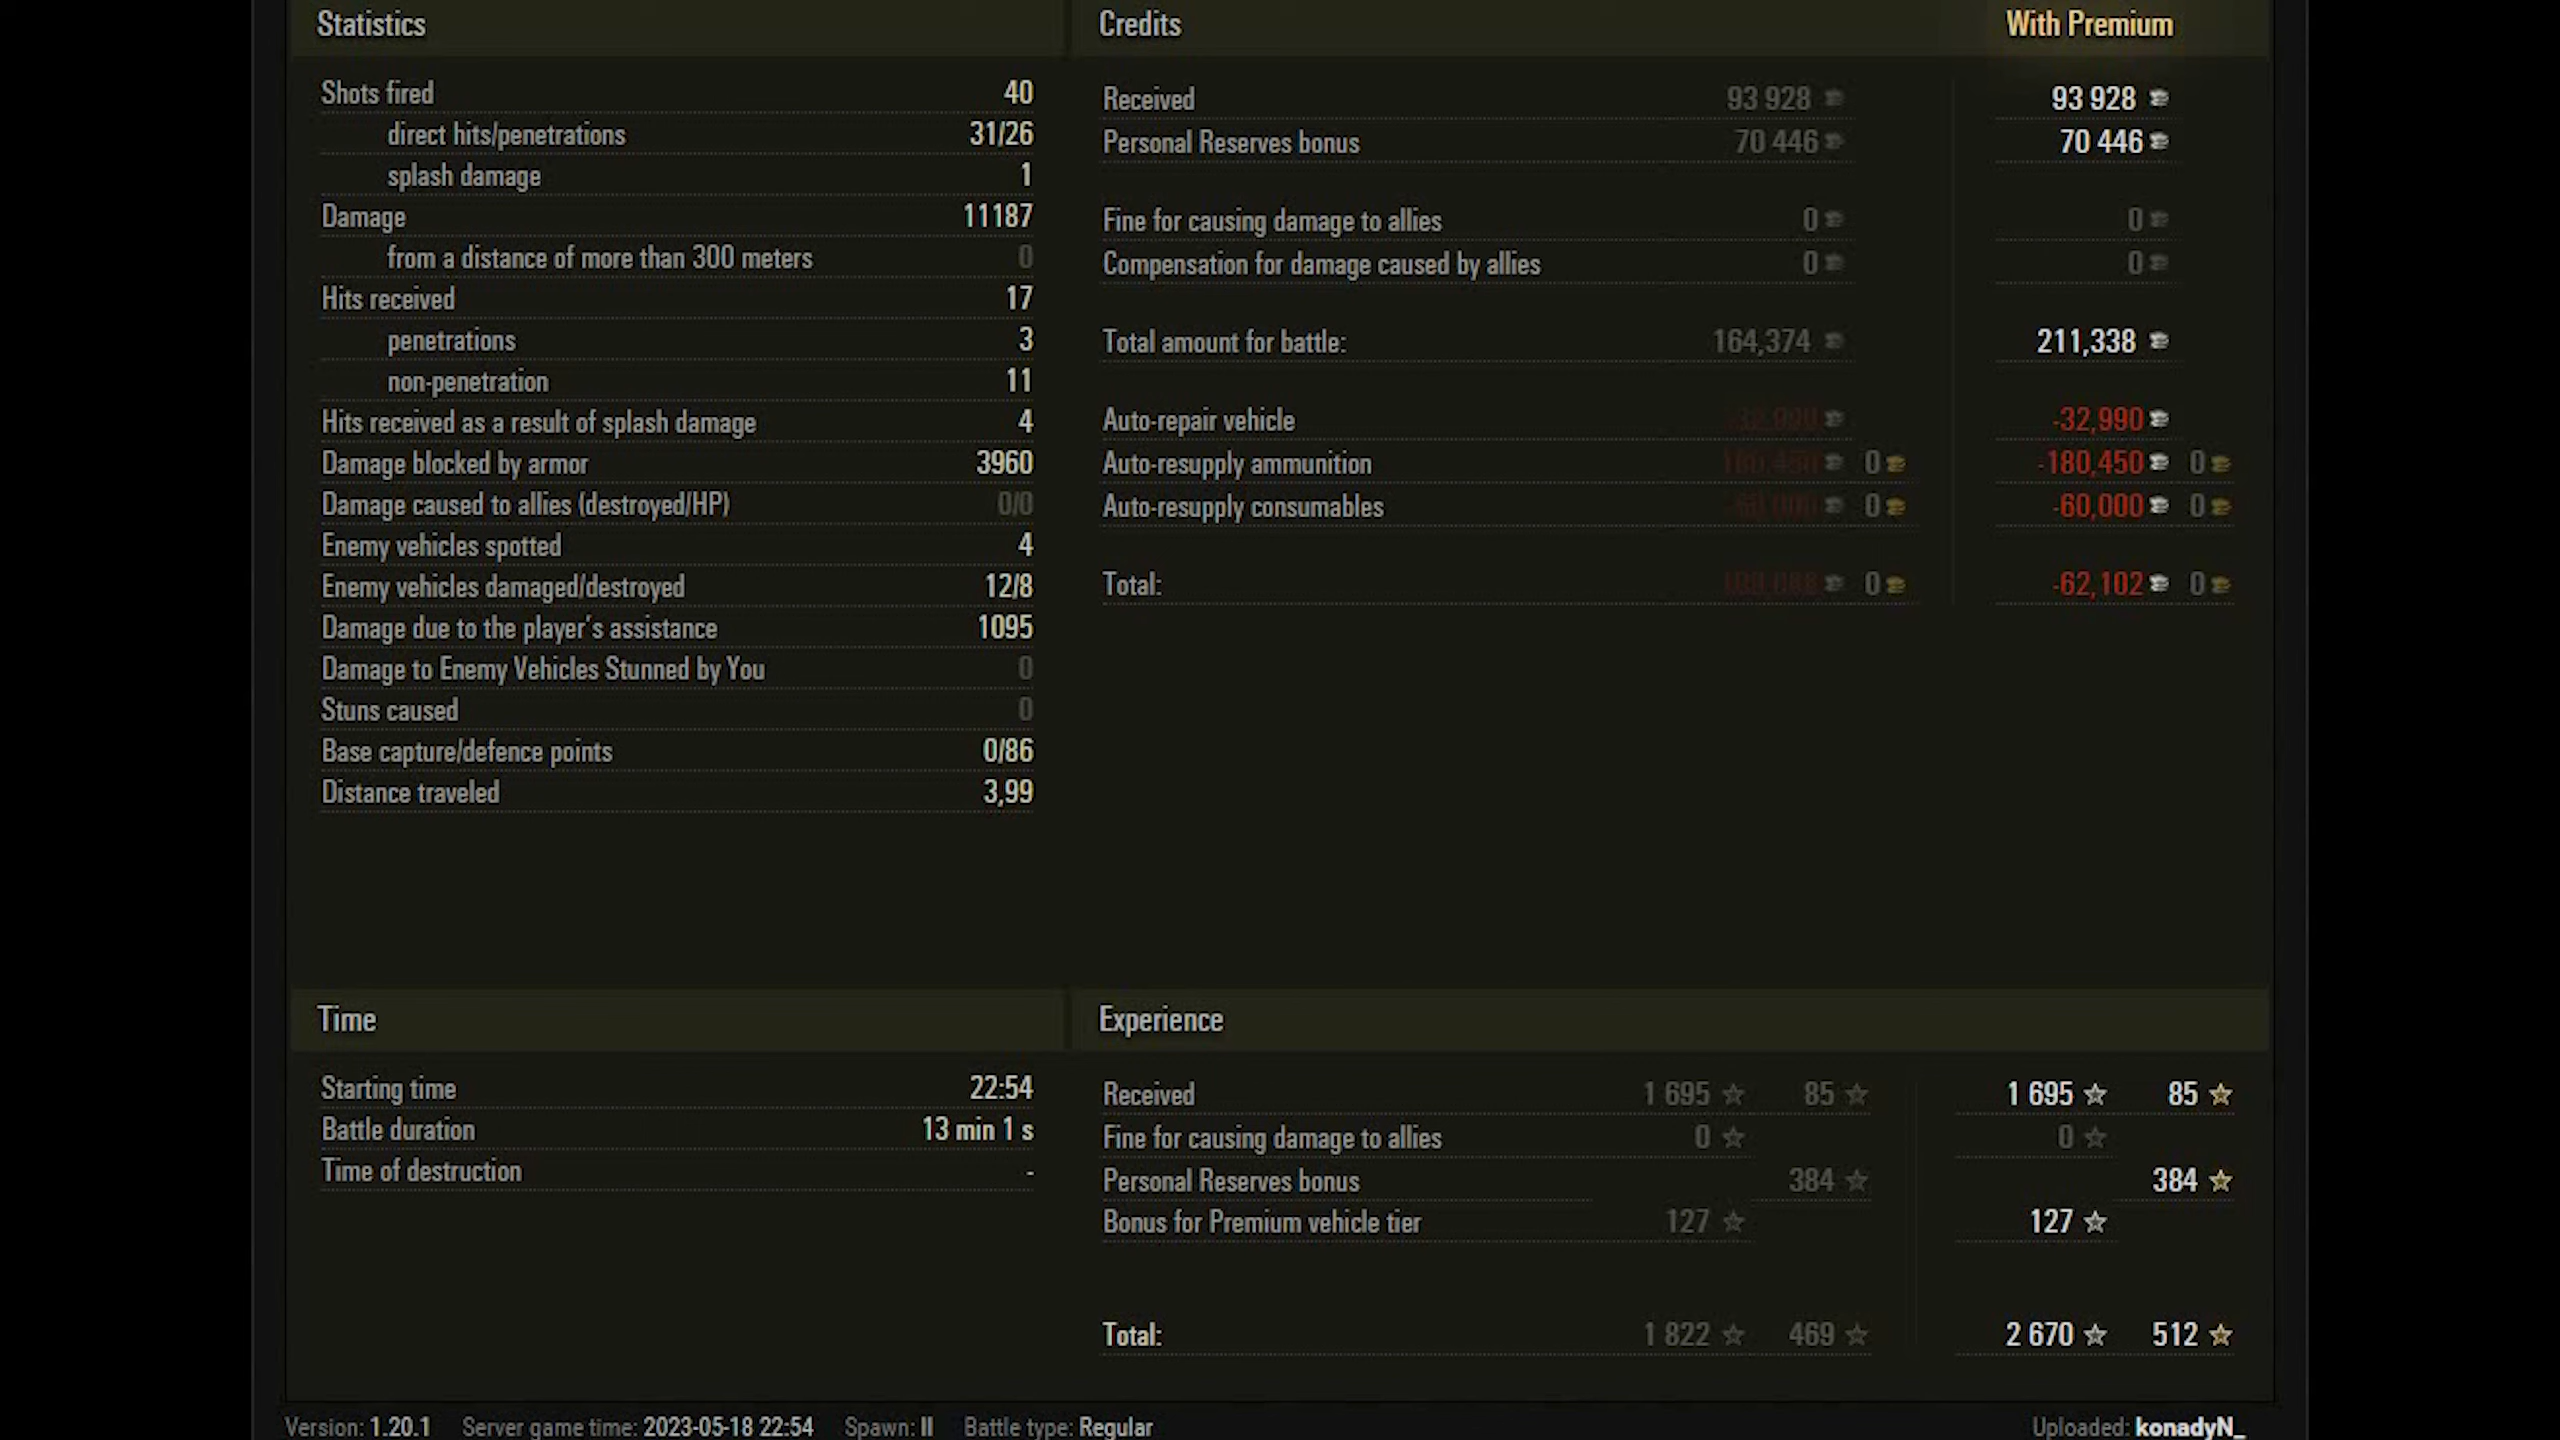 Statistics
Shots fired 40
direct hits/penetrations 31/26
splash damage 1
Damage 11187
from a distance of more than 300 meters 0
Hits received 17
penetrations 3
non-penetration 11
Hits received as a result of splash damage 4
Damage blocked by armor 3960
Damage caused to allies (destroyed/HP) 0/0
Enemy vehicles spotted 4
Enemy vehicles damaged/destroyed 12/8
Damage due to the player's assistance 1095
Damage to Enemy Vehicles Stunned by You 0
Stuns caused 0
Base capture/defence points 0/86
Distance traveled 3,99
Credits With Premium
Received 93 928 93 928
Personal Reserves bonus 70 446 70 446
Fine for causing damage to allies 0 0
Compensation for damage caused by allies 0 0
Total amount for battle: 164,374 211,338
Auto-repair vehicle -32,990
Auto-resupply ammunition 0 -180,450 0
Auto-resupply consumables 0 -60,000 0
Total: 0 -62,102 0
Time
Starting time 22:54
Battle duration 13 min 1 s
Time of destruction -
Experience
Received 1 695 85 1 695 85
Fine for causing damage to allies 0 0
Personal Reserves bonus 384 384
Bonus for Premium vehicle tier 127 127
Total: 1 822 469 2 670 512
Version: 1.20.1 Server game time: 2023-05-18 22:54 Spawn: II Battle type: Regular Uploaded: konadyN_